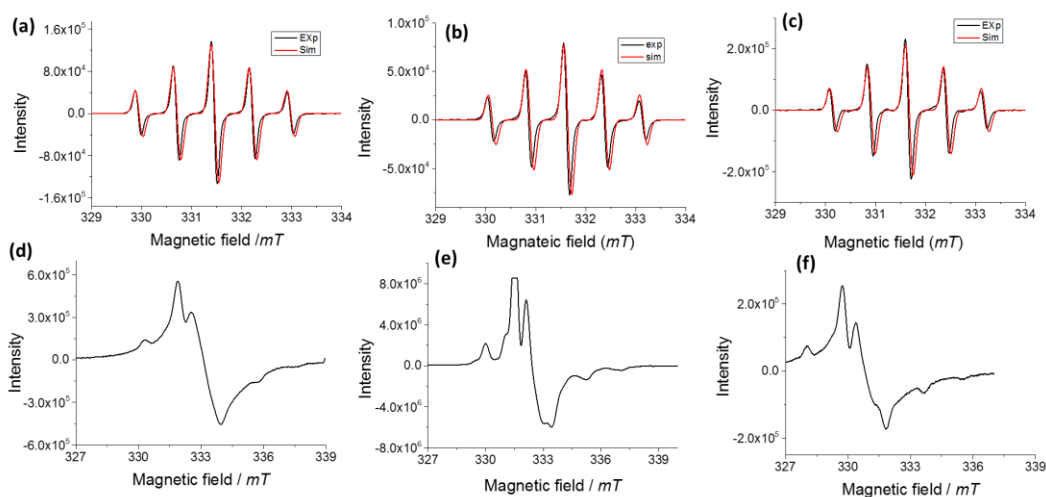 (a)
EXp
Sim
1.6x10⁵
8.0x10⁴
0.0
-8.0x10⁴
-1.6x10⁵
Intensity
329 330 331 332 333 334
Magnetic field /mT
(b)
exp
sim
1.0x10⁵
5.0x10⁴
0.0
-5.0x10⁴
Intensity
329 330 331 332 333 334
Magnateic field (mT)
(c)
EXp
Sim
2.0x10⁵
0.0
-2.0x10⁵
Intensity
329 330 331 332 333 334
Magnetic field (mT)
(d)
6.0x10⁵
3.0x10⁵
0.0
-3.0x10⁵
-6.0x10⁵
Intensity
327 330 333 336 339
Magnetic field / mT
(e)
8.0x10⁶
4.0x10⁶
0.0
-4.0x10⁶
-8.0x10⁶
Intensity
327 330 333 336 339
Magnetic field / mT
(f)
2.0x10⁵
0.0
-2.0x10⁵
Intensity
327 330 333 336 339
Magnetic field / mT